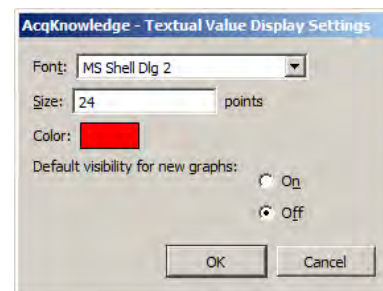 AcqKnowledge - Textual Value Display Settings
Font: MS Shell Dlg 2
Size: 24 points
Color:
Default visibility for new graphs:
On
Off
OK Cancel